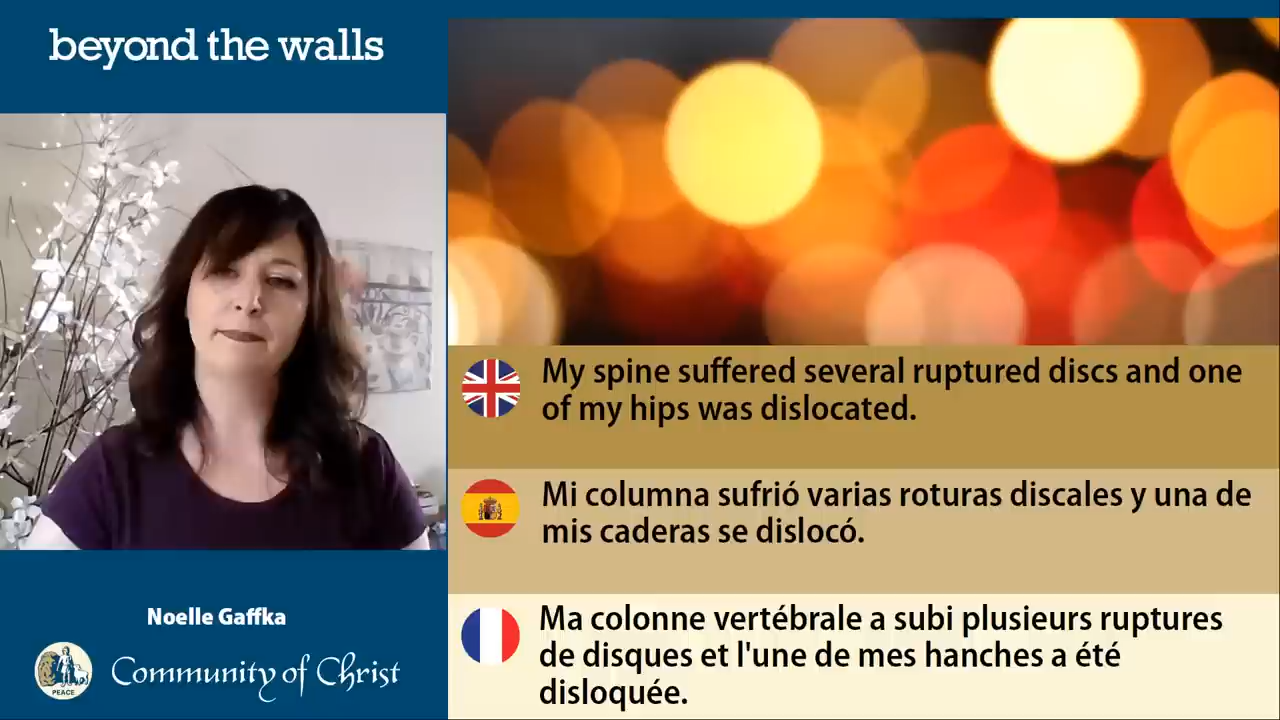 beyond the walls
Noelle Gaffka
PEACE
Community of Christ
My spine suffered several ruptured discs and one
of my hips was dislocated.
Mi columna sufrió varias roturas discales y una de
mis caderas se dislocó.
Ma colonne vertébrale a subi plusieurs ruptures
de disques et l'une de mes hanches a été
disloquée.